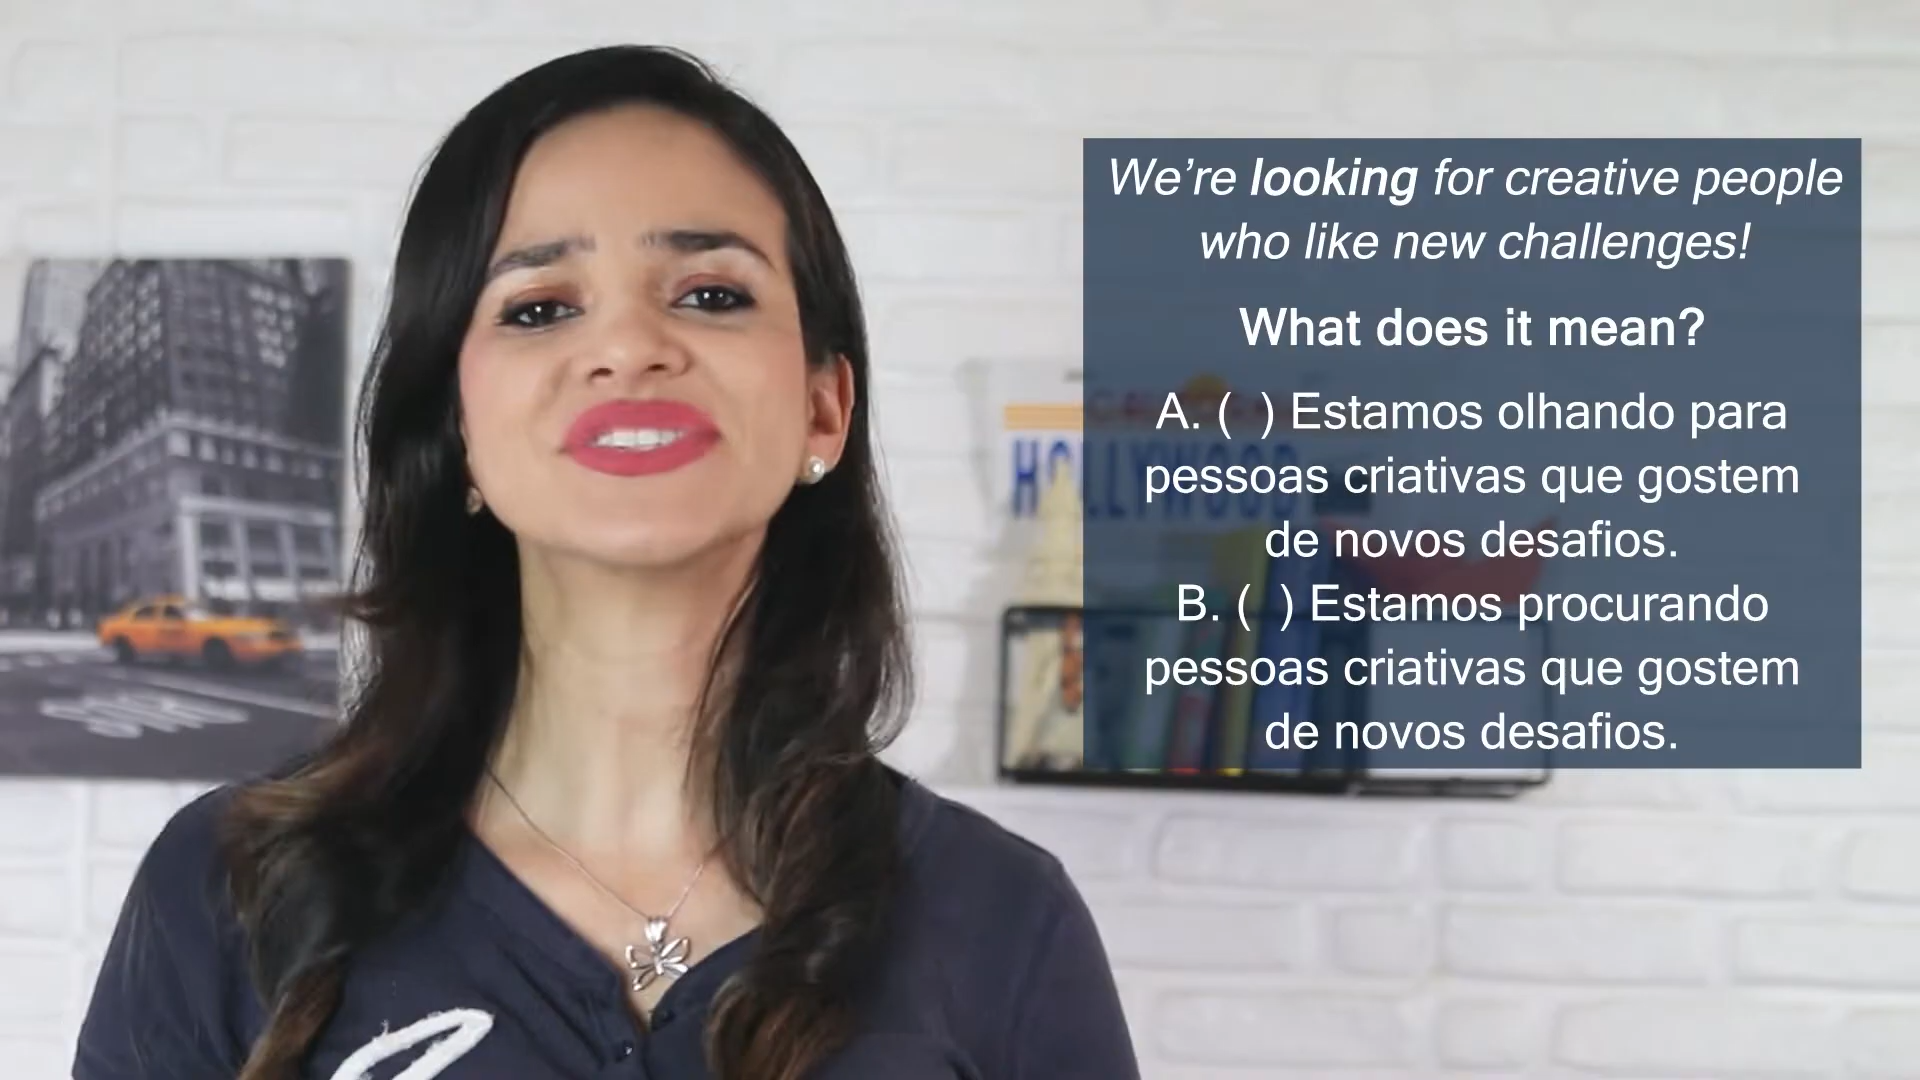 We're looking for creative people
who like new challenges!
What does it mean?
A. ( ) Estamos olhando para
pessoas criativas que gostem
de novos desafios.
B. ( ) Estamos procurando
pessoas criativas que gostem
de novos desafios.
HOLLYWOOD